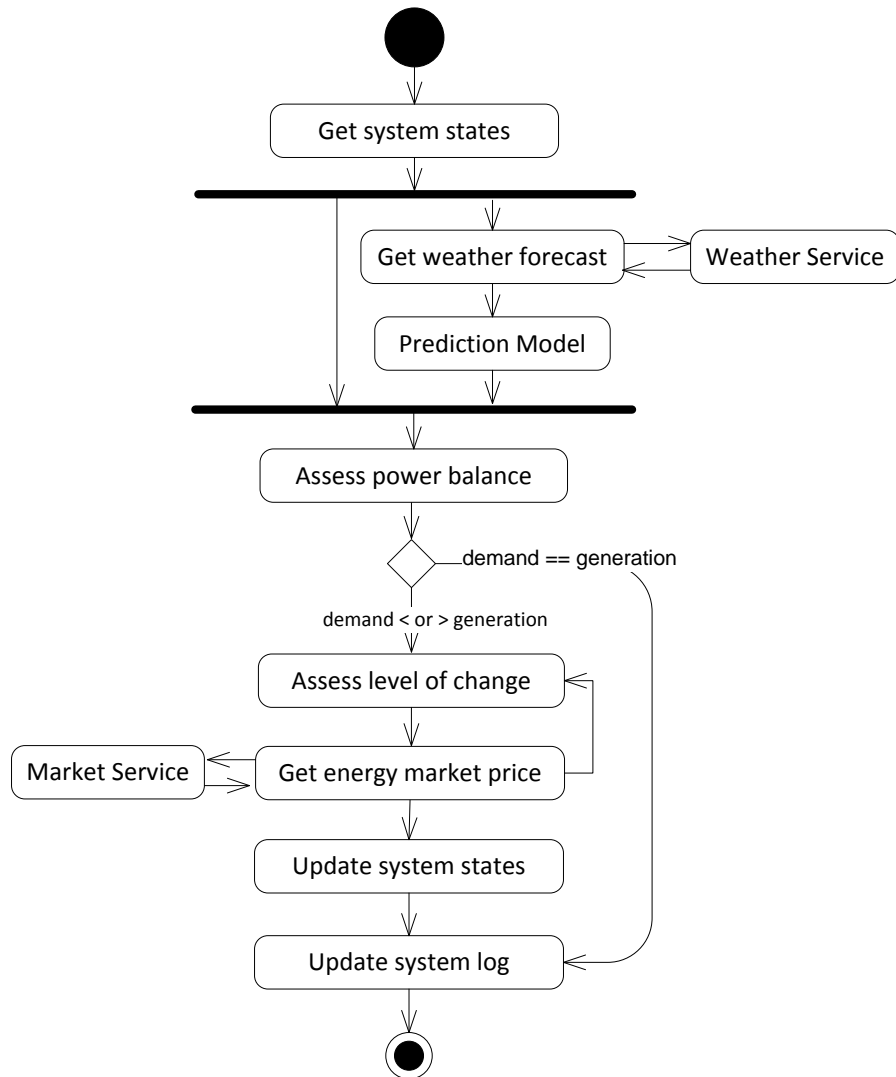 Get system states
Get weather forecast
Weather Service
Prediction Model
Assess power balance
demand == generation
demand < or > generation
Assess level of change
Market Service
Get energy market price
Update system states
Update system log